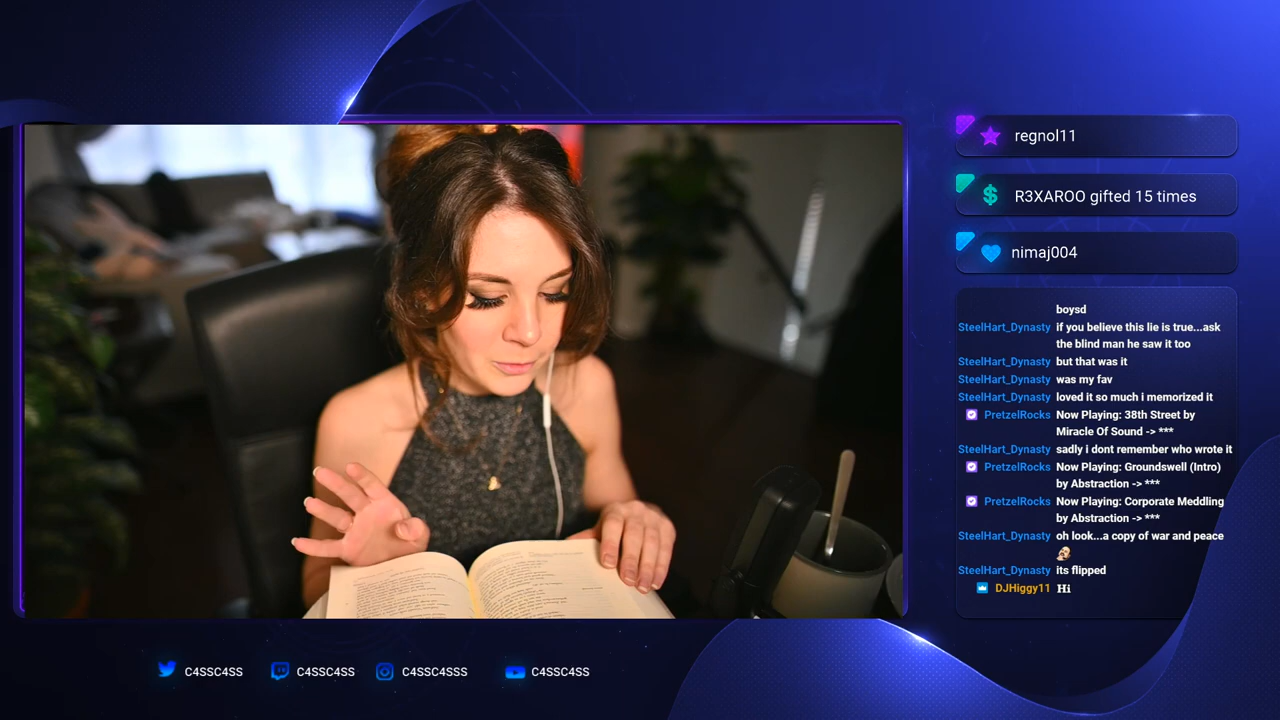 regnol11
R3XAROO gifted 15 times
nimaj004
boysd
SteelHart_Dynasty if you believe this lie is true...ask
the blind man he saw it too
SteelHart_Dynasty but that was it
SteelHart_Dynasty was my fav
SteelHart_Dynasty loved it so much i memorized it
PretzelRocks Now Playing: 38th Street by
Miracle Of Sound -> ***
SteelHart_Dynasty sadly i dont remember who wrote it
PretzelRocks Now Playing: Groundswell (Intro)
by Abstraction -> ***
PretzelRocks Now Playing: Corporate Meddling
by Abstraction -> ***
SteelHart_Dynasty oh look...a copy of war and peace
SteelHart_Dynasty its flipped
DJHiggy11 Hi
C4SSC4SS C4SSC4SS C4SSC4SSS C4SSC4SS